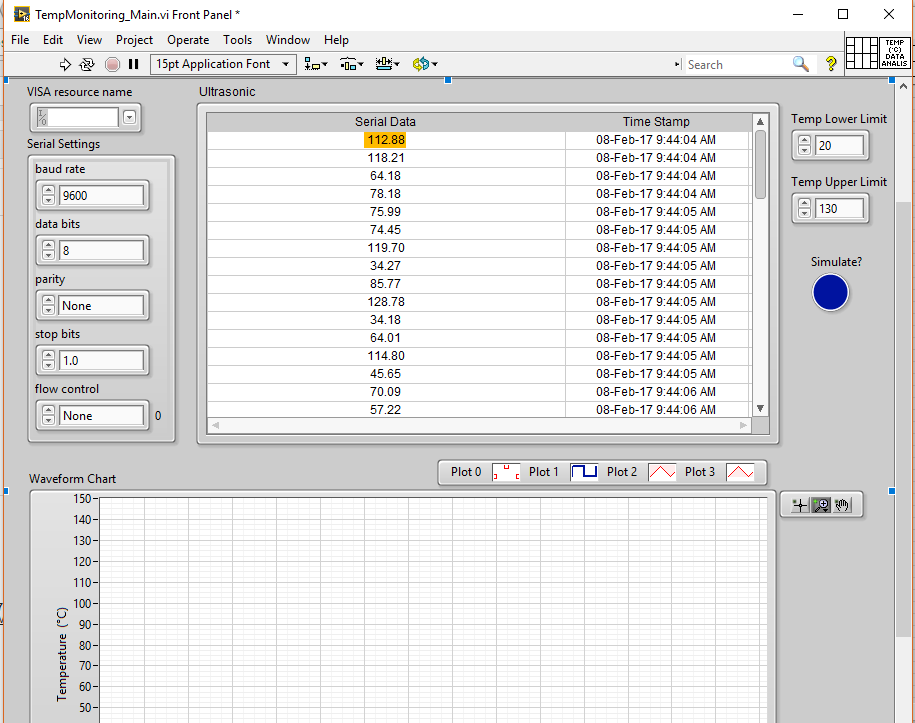 TempMonitoring_Main.vi Front Panel *
File Edit View Project Operate Tools Window Help
15pt Application Font
Search
?
TEMP
(°C)
DATA
ANALIS
VISA resource name
I/0
Serial Settings
baud rate
9600
data bits
8
parity
None
stop bits
1.0
flow control
None 0
Ultrasonic
Serial Data Time Stamp
112.88 08-Feb-17 9:44:04 AM
118.21 08-Feb-17 9:44:04 AM
64.18 08-Feb-17 9:44:04 AM
78.18 08-Feb-17 9:44:04 AM
75.99 08-Feb-17 9:44:05 AM
74.45 08-Feb-17 9:44:05 AM
119.70 08-Feb-17 9:44:05 AM
34.27 08-Feb-17 9:44:05 AM
85.77 08-Feb-17 9:44:05 AM
128.78 08-Feb-17 9:44:05 AM
34.18 08-Feb-17 9:44:05 AM
64.01 08-Feb-17 9:44:05 AM
114.80 08-Feb-17 9:44:05 AM
45.65 08-Feb-17 9:44:05 AM
70.09 08-Feb-17 9:44:06 AM
57.22 08-Feb-17 9:44:06 AM
Temp Lower Limit
20
Temp Upper Limit
130
Simulate?
Plot 0 Plot 1 Plot 2 Plot 3
Waveform Chart
Temperature (°C)
150
140
130
120
110
100
90
80
70
60
50